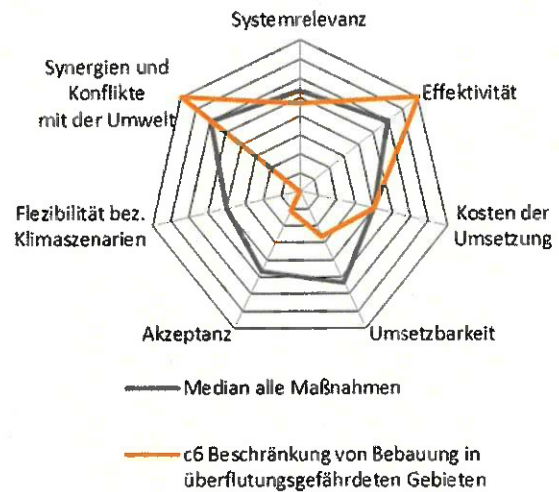 Systemrelevanz
Synergien und
Konflikte
mit der Umwelt
Effektivität
Flezibilität bez.
Klimaszenarien
Kosten der
Umsetzung
Akzeptanz
Umsetzbarkeit
Median alle Maßnahmen
c6 Beschränkung von Bebauung in
überflutungsgefährdeten Gebieten